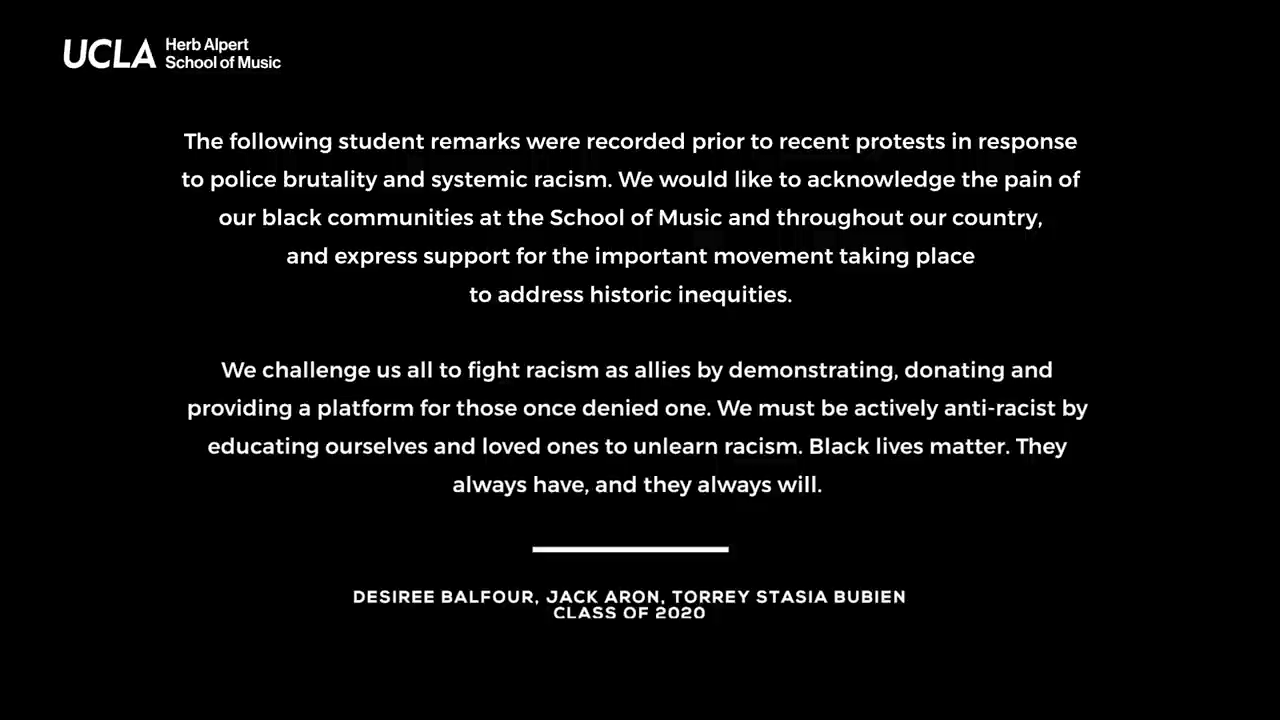 UCLA Herb Alpert
School of Music
The following student remarks were recorded prior to recent protests in response
to police brutality and systemic racism. We would like to acknowledge the pain of
our black communities at the School of Music and throughout our country,
and express support for the important movement taking place
to address historic inequities.
We challenge us all to fight racism as allies by demonstrating, donating and
providing a platform for those once denied one. We must be actively anti-racist by
educating ourselves and loved ones to unlearn racism. Black lives matter. They
always have, and they always will.
DESIREE BALFOUR, JACK ARON, TORREY STASIA BUBIEN
CLASS OF 2020